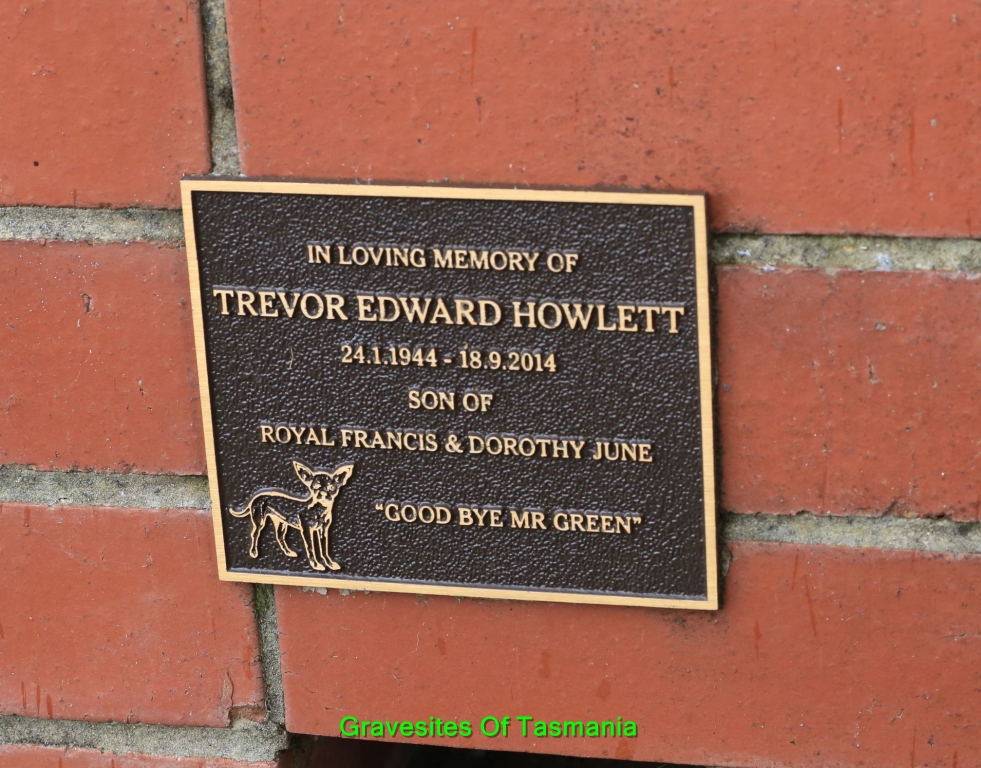 IN LOVING MEMORY OF
TREVOR EDWARD HOWLETT
24.1.1944 - 18.9.2014
SON OF
ROYAL FRANCIS & DOROTHY JUNE
“GOOD BYE MR GREEN”
Gravesites Of Tasmania